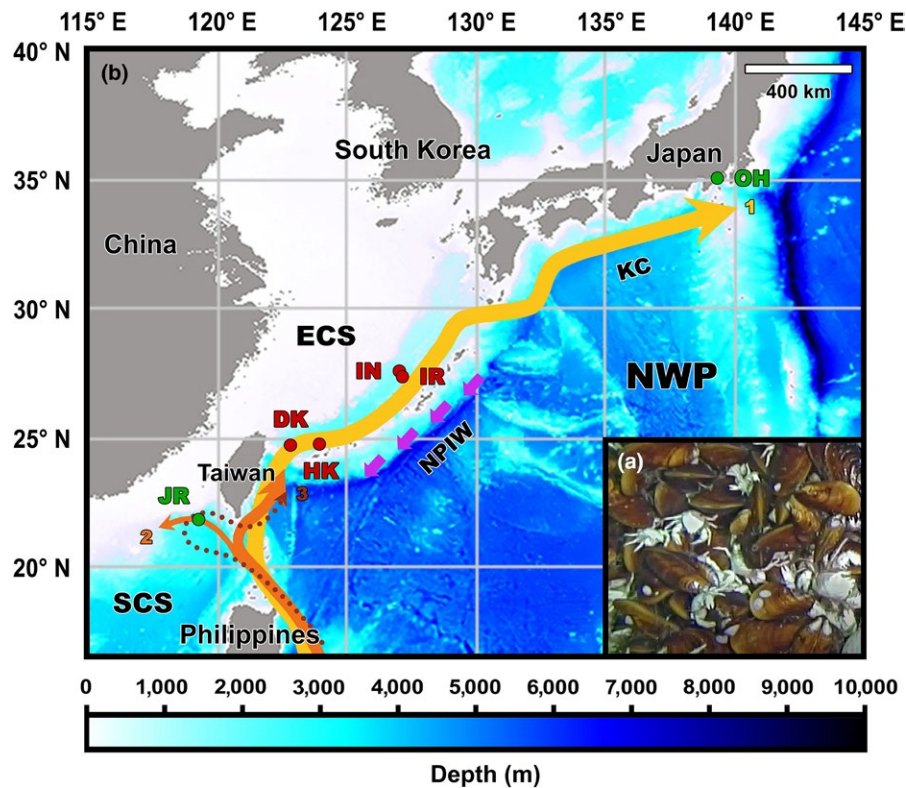 115° E 120° E 125° E 130° E 135° E 140° E 145° E
40° N
(b)
400 km
South Korea
Japan
OH
35° N
1
China
KC
30° N
ECS
IN
IR
NWP
DK
25° N
HK
NPIW
Taiwan
(a)
JR
3
2
20° N
SCS
Philippines
0 1,000 2,000 3,000 4,000 5,000 6,000 7,000 8,000 9,000 10,000
Depth (m)